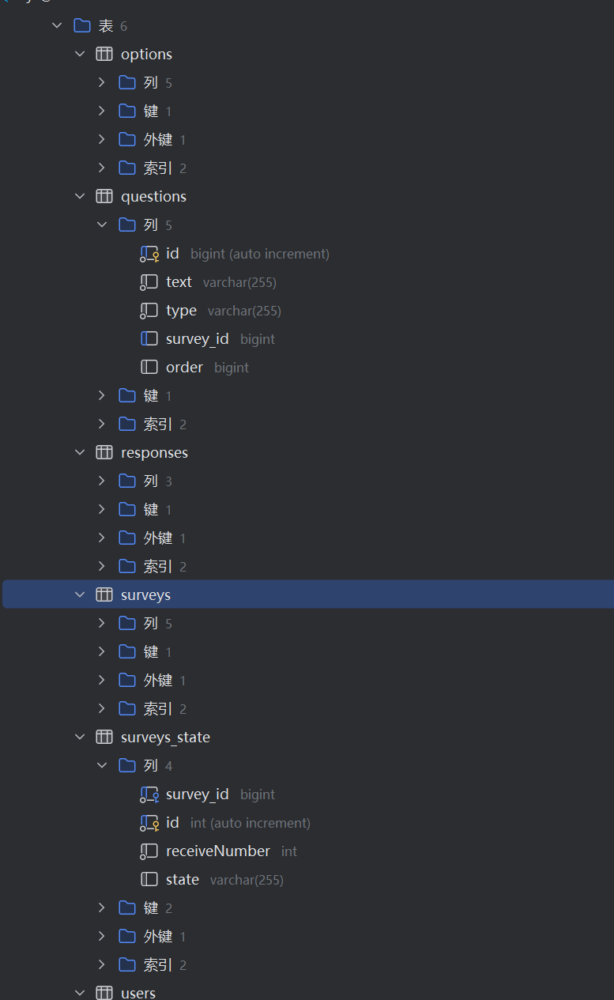 表 6
options
列 5
键 1
外键 1
索引 2
questions
列 5
id bigint (auto increment)
text varchar(255)
type varchar(255)
survey_id bigint
order bigint
键 1
索引 2
responses
列 3
键 1
外键 1
索引 2
surveys
列 5
键 1
外键 1
索引 2
surveys_state
列 4
survey_id bigint
id int (auto increment)
receiveNumber int
state varchar(255)
键 2
外键 1
索引 2
users